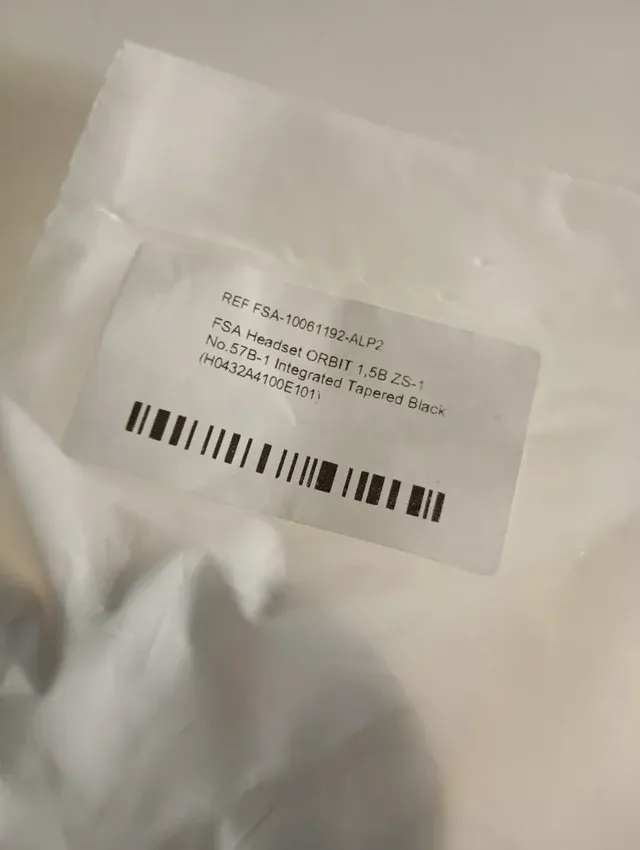 REF FSA-10061192-ALP2
FSA Headset ORBIT 1,5B ZS-1
No.57B-1 Integrated Tapered Black
(H0432A4100E101)